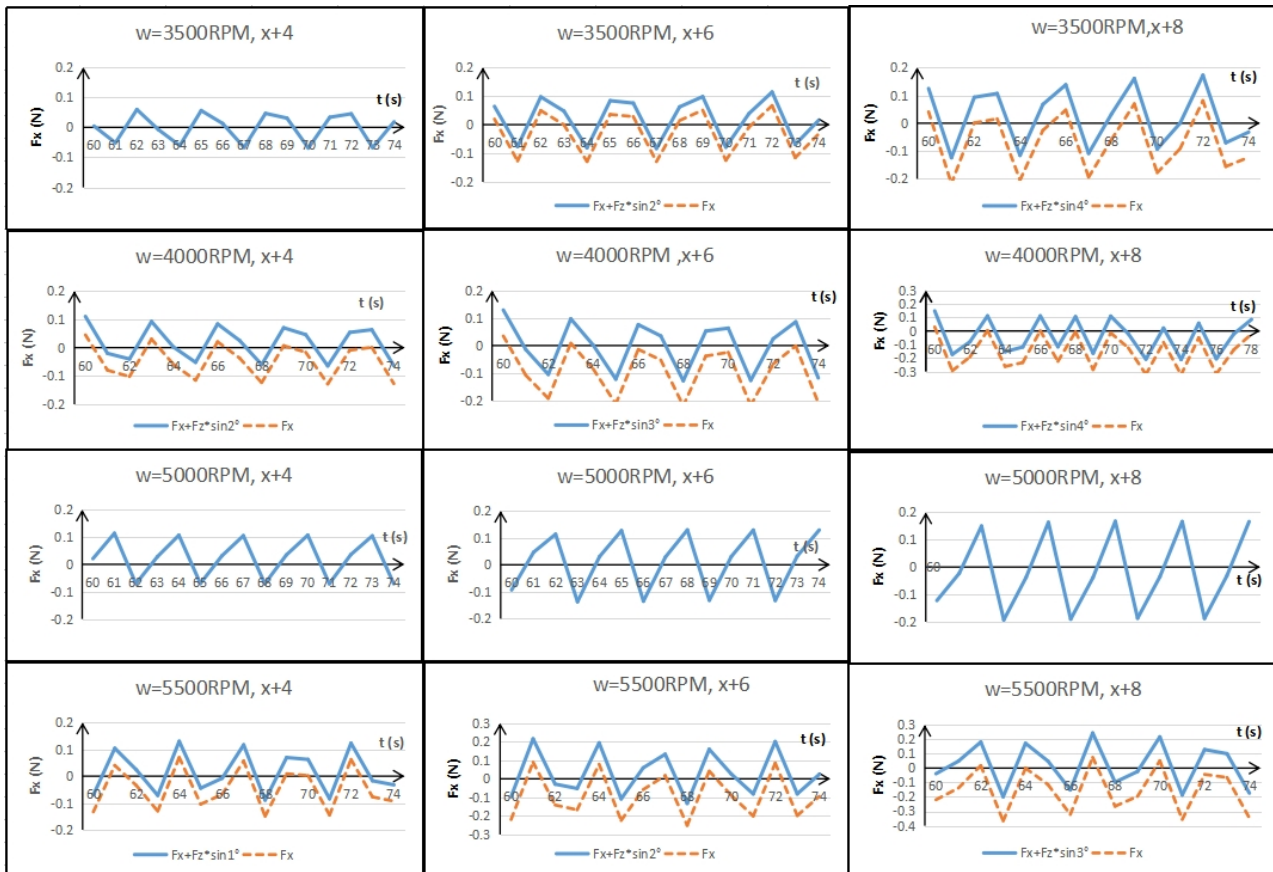 w=3500RPM, x+4
0.2
t (s)
0.1
0
60 61 62 63 64 65 66 67 68 69 70 71 72 73 74
-0.1
-0.2
Fx (N)
w=3500RPM, x+6
0.2
t (s)
0.1
0
60 61 62 63 64 65 66 67 68 69 70 71 72 73 74
-0.1
-0.2
Fx (N)
Fx+Fz*sin2° Fx
w=3500RPM,x+8
0.2
t (s)
0.1
0
60 62 64 66 68 70 72 74
-0.1
-0.2
Fx (N)
Fx+Fz*sin4° Fx
w=4000RPM, x+4
0.2
t (s)
0.1
0
60 62 64 66 68 70 72 74
-0.1
-0.2
Fx (N)
Fx+Fz*sin2° Fx
w=4000RPM ,x+6
0.2
t (s)
0.1
0
60 62 64 66 68 70 72 74
-0.1
-0.2
Fx (N)
Fx+Fz*sin3° Fx
w=4000RPM, x+8
0.3
t (s)
0.2
0.1
0
60 62 64 66 68 70 72 74 76 78
-0.1
-0.2
-0.3
Fx (N)
Fx+Fz*sin4° Fx
w=5000RPM, x+4
0.2
0.1
t (s)
0
60 61 62 63 64 65 66 67 68 69 70 71 72 73 74
-0.1
-0.2
Fx (N)
w=5000RPM, x+6
0.2
0.1
t (s)
0
60 61 62 63 64 65 66 67 68 69 70 71 72 73 74
-0.1
-0.2
Fx (N)
w=5000RPM, x+8
0.2
0.1
0
60
t (s)
-0.1
-0.2
Fx (N)
w=5500RPM, x+4
0.2
t (s)
0.1
0
60 62 64 66 68 70 72 74
-0.1
-0.2
Fx (N)
Fx+Fz*sin1° Fx
w=5500RPM, x+6
0.3
0.2
t (s)
0.1
0
60 62 64 66 68 70 72 74
-0.1
-0.2
-0.3
Fx (N)
Fx+Fz*sin2° Fx
w=5500RPM, x+8
0.3
0.2
t (s)
0.1
0
60 62 64 66 68 70 72 74
-0.1
-0.2
-0.3
-0.4
Fx (N)
Fx+Fz*sin3° Fx